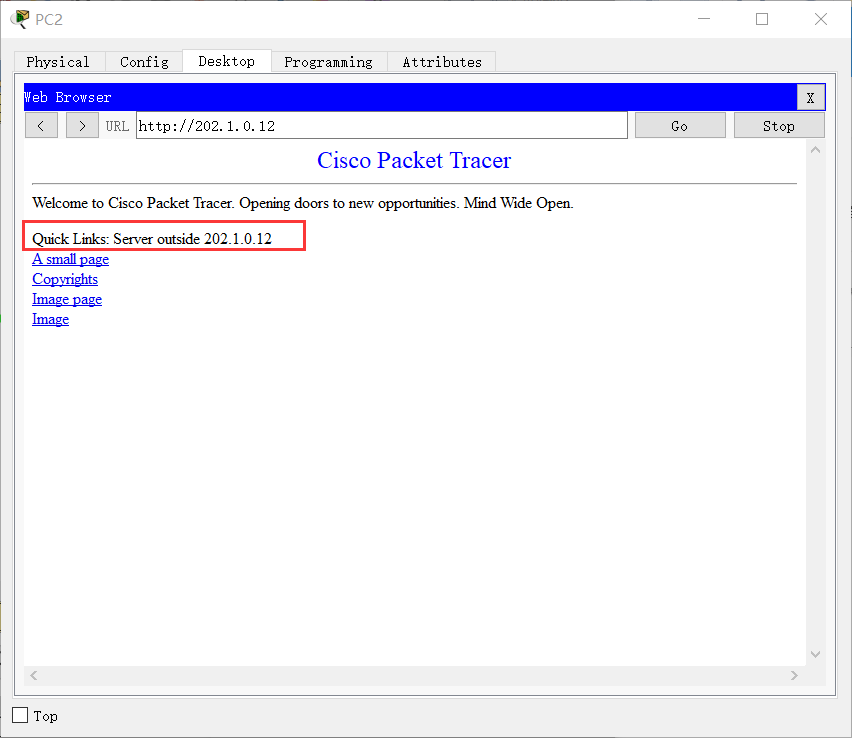 PC2
Physical Config Desktop Programming Attributes
Web Browser X
< > URL http://202.1.0.12 Go Stop
Cisco Packet Tracer
Welcome to Cisco Packet Tracer. Opening doors to new opportunities. Mind Wide Open.
Quick Links: Server outside 202.1.0.12
A small page
Copyrights
Image page
Image
Top